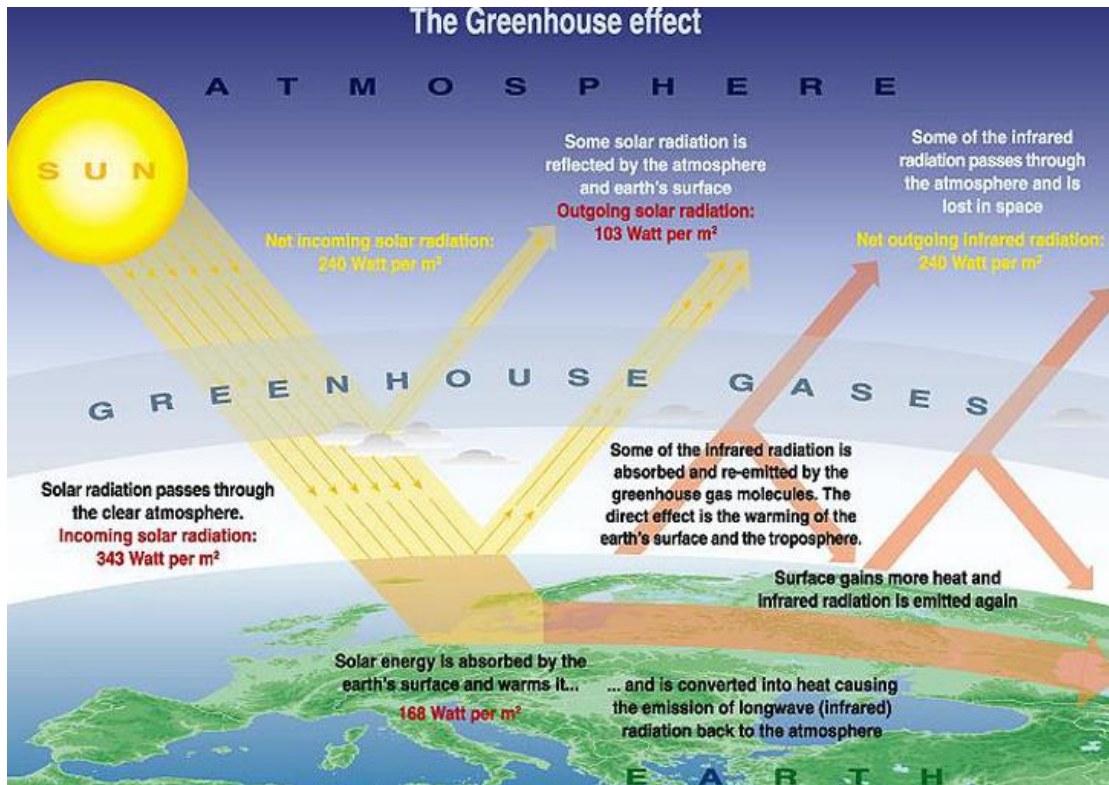 The Greenhouse effect
A T M O S P H E R E
S U N
Some solar radiation is
reflected by the atmosphere
and earth's surface
Outgoing solar radiation:
103 Watt per m²
Some of the infrared
radiation passes through
the atmosphere and is
lost in space
Net outgoing infrared radiation:
240 Watt per m²
Net incoming solar radiation:
240 Watt per m²
G R E E N H O U S E G A S E S
Solar radiation passes through
the clear atmosphere.
Incoming solar radiation:
343 Watt per m²
Some of the infrared radiation is
absorbed and re-emitted by the
greenhouse gas molecules. The
direct effect is the warming of the
earth's surface and the troposphere.
Surface gains more heat and
infrared radiation is emitted again
Solar energy is absorbed by the
earth's surface and warms it...
168 Watt per m²
... and is converted into heat causing
the emission of longwave (infrared)
radiation back to the atmosphere
E A R T H